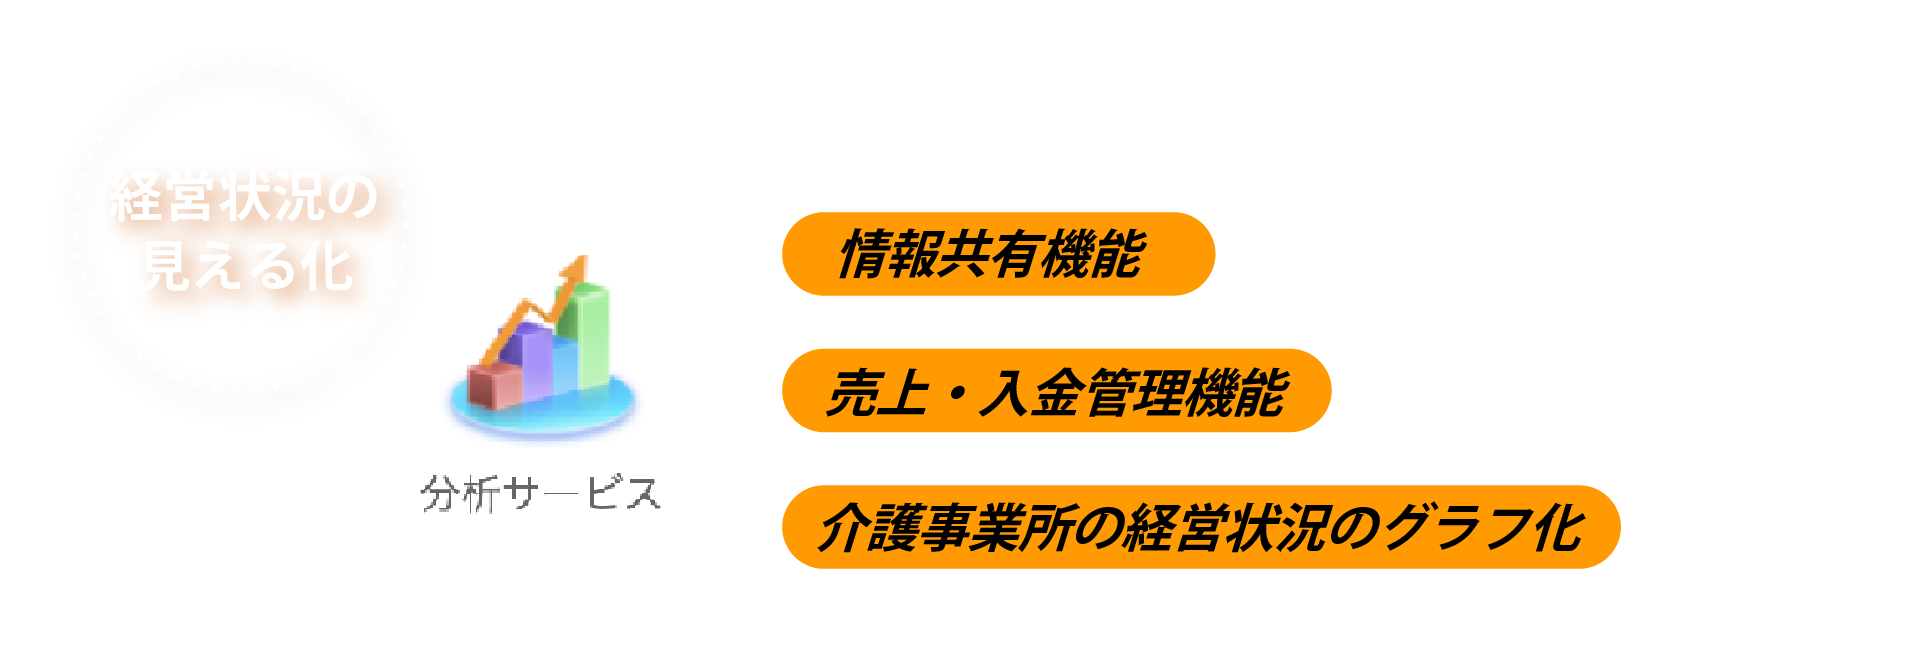 経営状況の
見える化
情報共有機能
売上・入金管理機能
分析サービス
介護事業所の経営状況のグラフ化